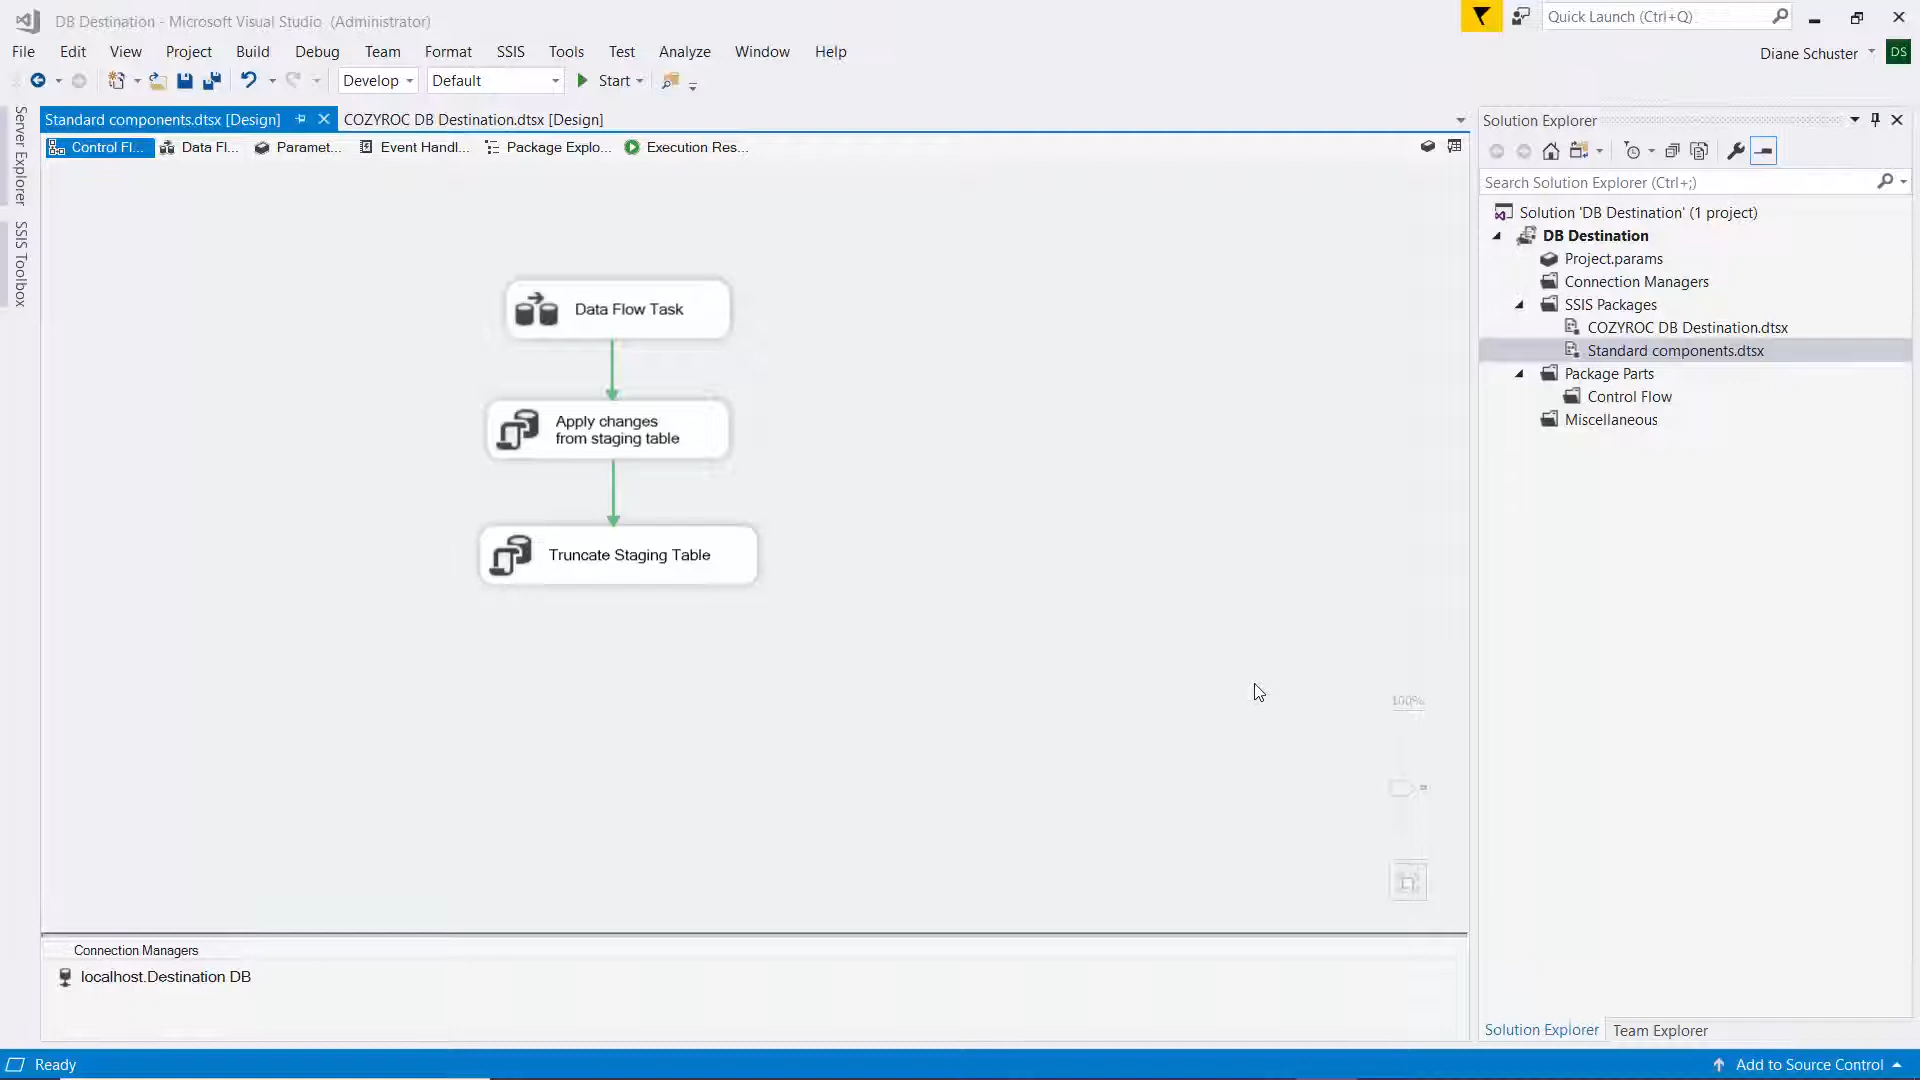 DB Destination - Microsoft Visual Studio (Administrator)
Quick Launch (Ctrl+Q)
File Edit View Project Build Debug Team Format SSIS Tools Test Analyze Window Help
Diane Schuster DS
Develop Default Start
Server Explorer
SSIS Toolbox
Standard components.dtsx [Design]
COZYROC DB Destination.dtsx [Design]
Control Fl... Data Fl... Paramet... Event Handl... Package Explo... Execution Res...
Data Flow Task
Apply changes
from staging table
Truncate Staging Table
100%
Connection Managers
localhost.Destination DB
Solution Explorer
Search Solution Explorer (Ctrl+;)
Solution 'DB Destination' (1 project)
DB Destination
Project.params
Connection Managers
SSIS Packages
COZYROC DB Destination.dtsx
Standard components.dtsx
Package Parts
Control Flow
Miscellaneous
Solution Explorer Team Explorer
Ready
Add to Source Control